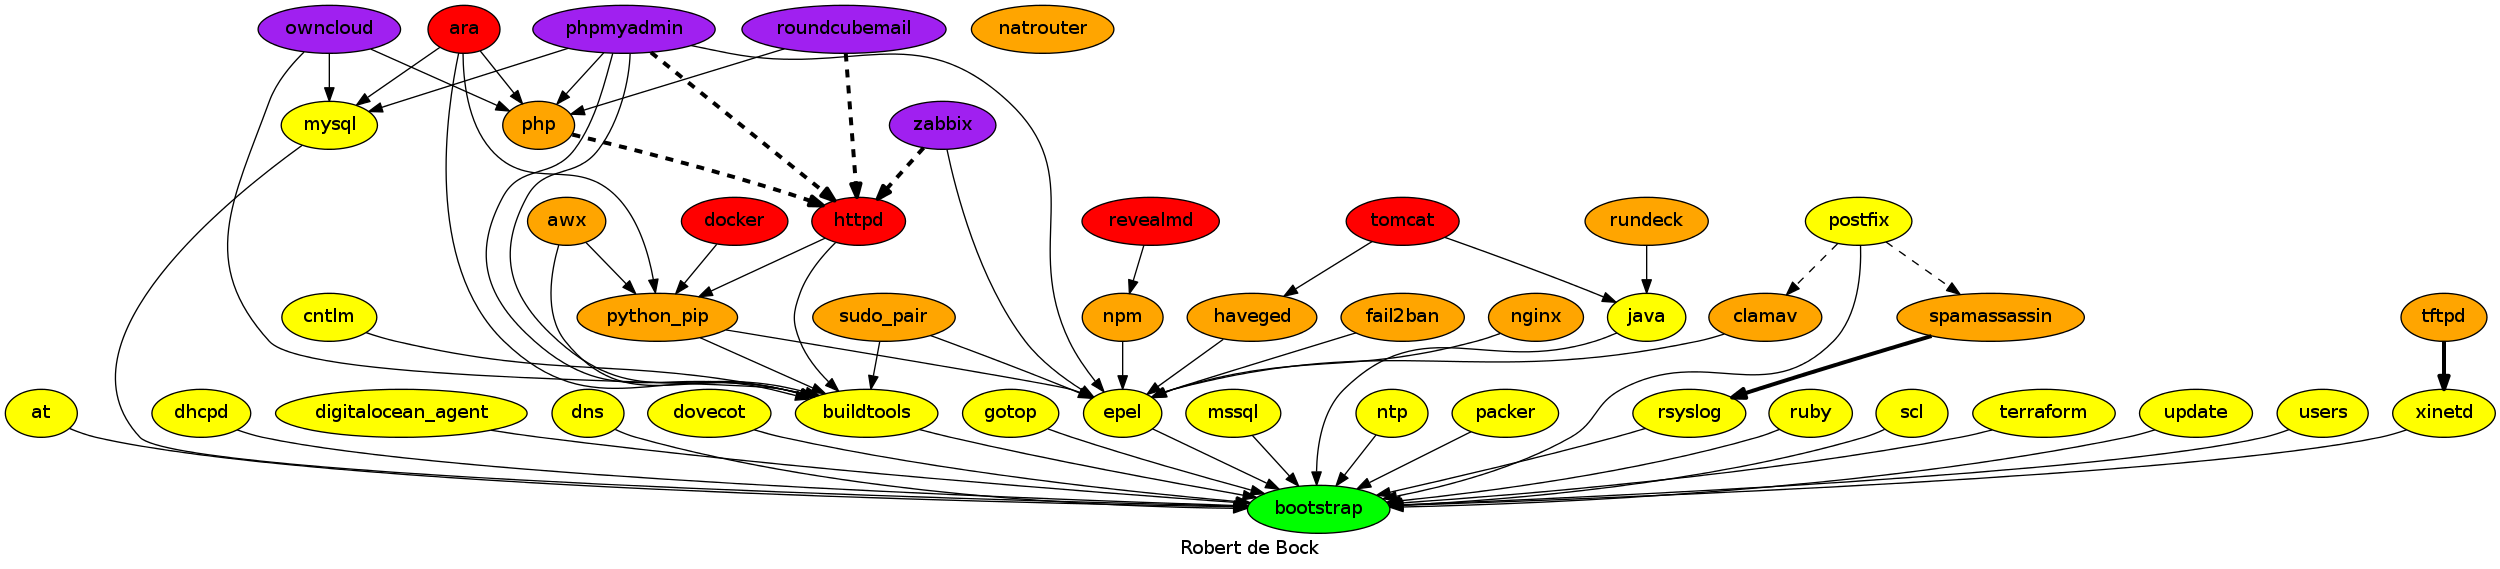 owncloud
ara
phpmyadmin
roundcubemail
natrouter
mysql
php
zabbix
awx
docker
httpd
revealmd
tomcat
rundeck
postfix
cntlm
python_pip
sudo_pair
npm
haveged
fail2ban
nginx
java
clamav
spamassassin
tftpd
at
dhcpd
digitalocean_agent
dns
dovecot
buildtools
gotop
epel
mssql
ntp
packer
rsyslog
ruby
scl
terraform
update
users
xinetd
bootstrap
Robert de Bock